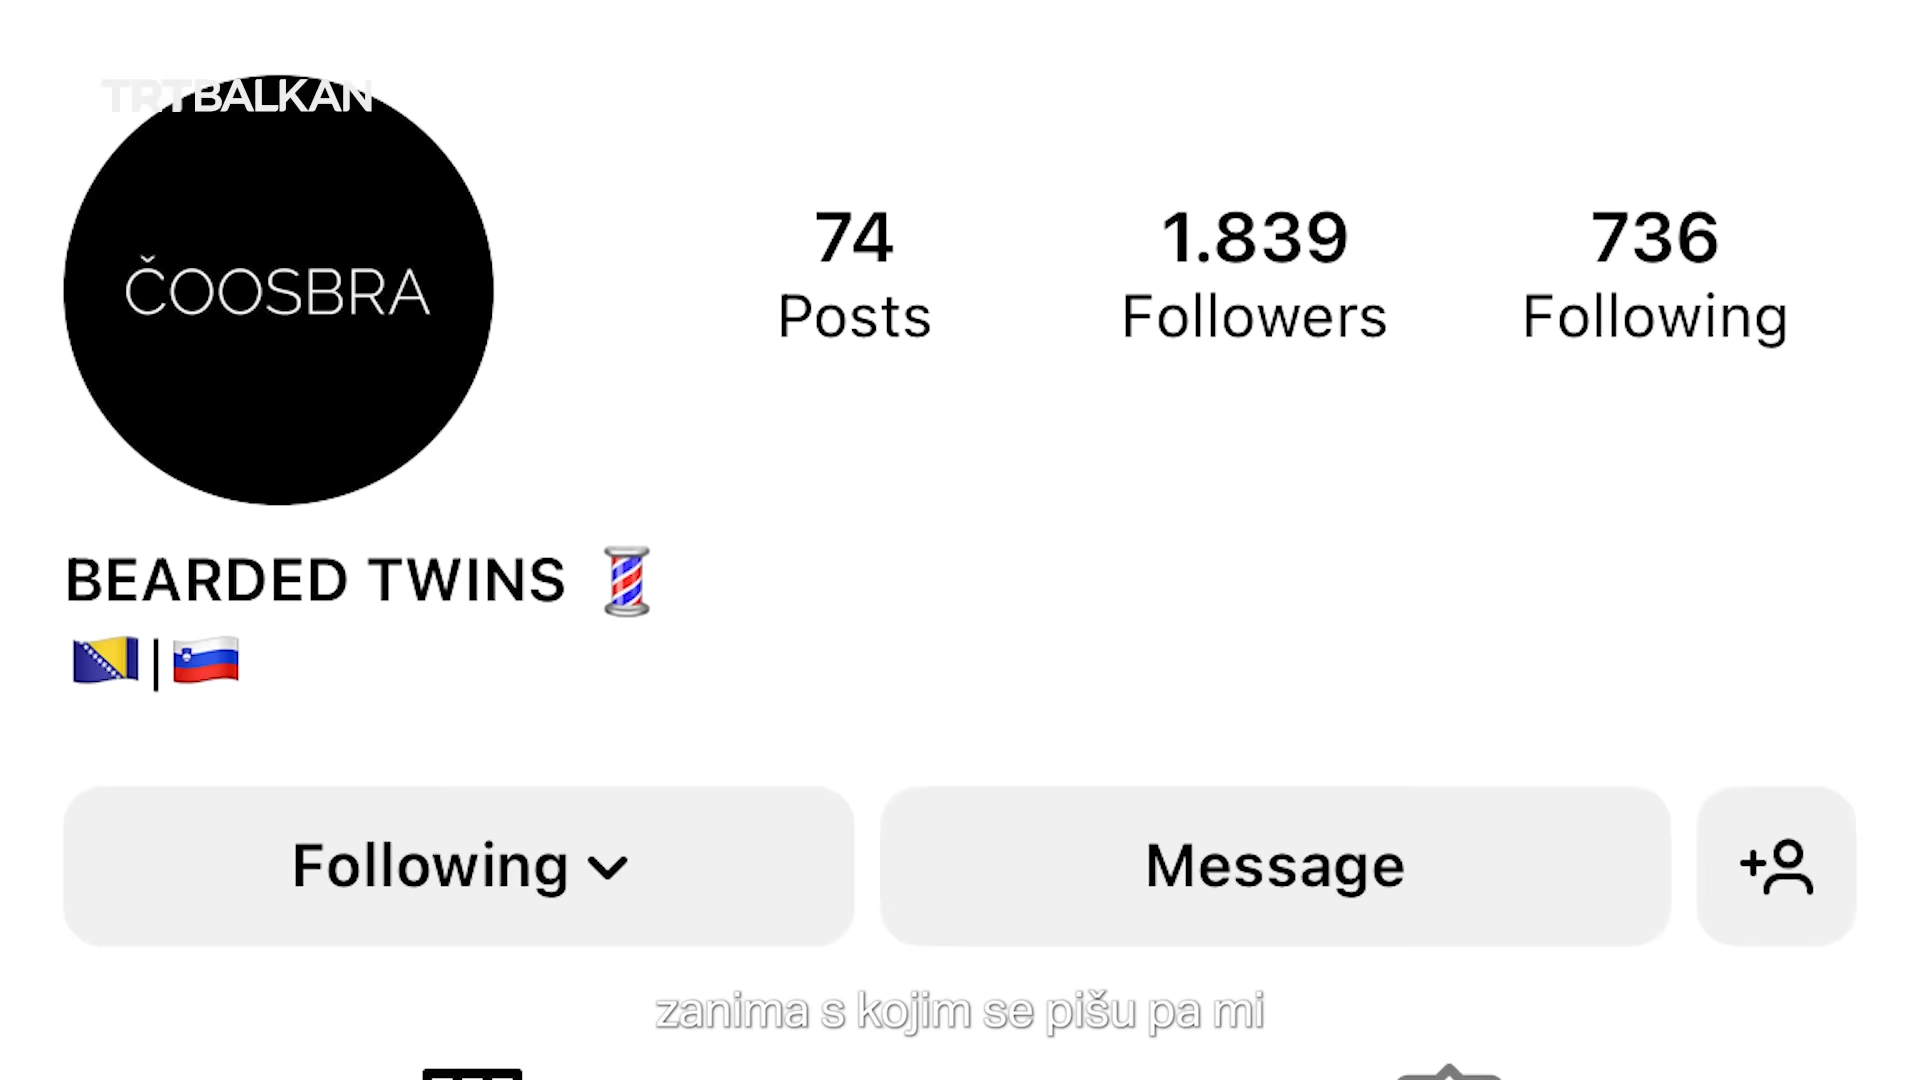 TRTBALKAN
ČOOSBRA
74
Posts
1.839
Followers
736
Following
BEARDED TWINS 💈
🇧🇦|🇸🇮
Following
Message
zanima s kojim se pišu pa mi